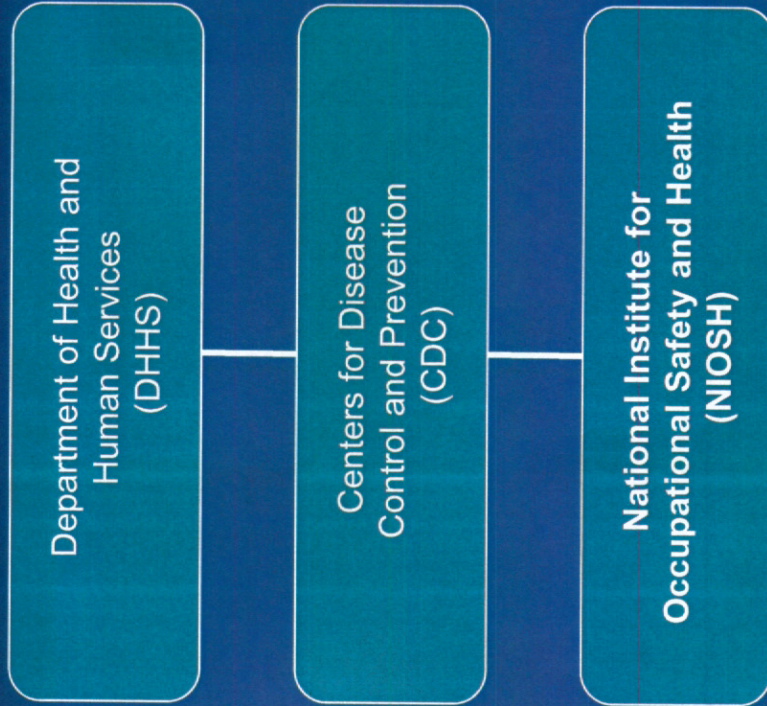 Department of Health and
Human Services
(DHHS)
Centers for Disease
Control and Prevention
(CDC)
National Institute for
Occupational Safety and Health
(NIOSH)